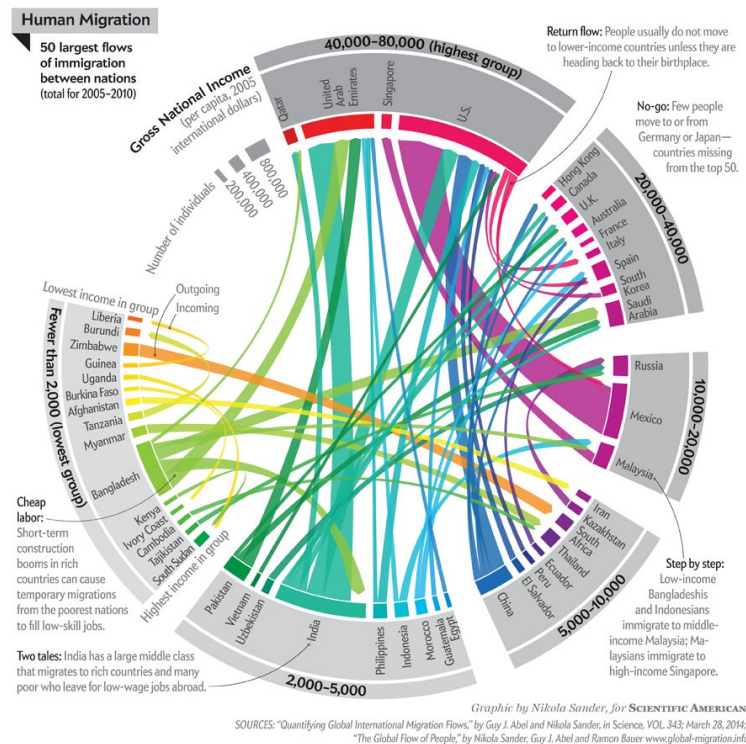 Human Migration
50 largest flows
of immigration
between nations
(total for 2005–2010)
Gross National Income
(per capita, 2005
international dollars)
Number of individuals
200,000
400,000
800,000
40,000–80,000 (highest group)
Qatar
United
Arab
Emirates
Singapore
U.S.
Return flow: People usually do not move
to lower-income countries unless they are
heading back to their birthplace.
No-go: Few people
move to or from
Germany or Japan—
countries missing
from the top 50.
20,000–40,000
Hong Kong
Canada
U.K.
Australia
France
Italy
Spain
South
Korea
Saudi
Arabia
10,000–20,000
Russia
Mexico
Malaysia
Step by step:
Low-income
Bangladeshis
and Indonesians
immigrate to middle-
income Malaysia; Ma-
laysians immigrate to
high-income Singapore.
5,000–10,000
Iran
Kazakhstan
South
Africa
Thailand
Ecuador
Peru
El Salvador
China
2,000–5,000
Egypt
Guatemala
Morocco
Indonesia
Philippines
India
Uzbekistan
Vietnam
Pakistan
Fewer than 2,000 (lowest group)
Lowest income in group
Outgoing
Incoming
Liberia
Burundi
Zimbabwe
Guinea
Uganda
Burkina Faso
Afghanistan
Tanzania
Myanmar
Bangladesh
Kenya
Ivory Coast
Cambodia
Tajikistan
South Sudan
Highest income in group
Cheap
labor:
Short-term
construction
booms in rich
countries can cause
temporary migrations
from the poorest nations
to fill low-skill jobs.
Two tales: India has a large middle class
that migrates to rich countries and many
poor who leave for low-wage jobs abroad.
Graphic by Nikola Sander, for SCIENTIFIC AMERICAN
SOURCES: "Quantifying Global International Migration Flows," by Guy J. Abel and Nikola Sander, in Science, VOL. 343; March 28, 2014;
"The Global Flow of People," by Nikola Sander, Guy J. Abel and Ramon Bauer www.global-migration.info